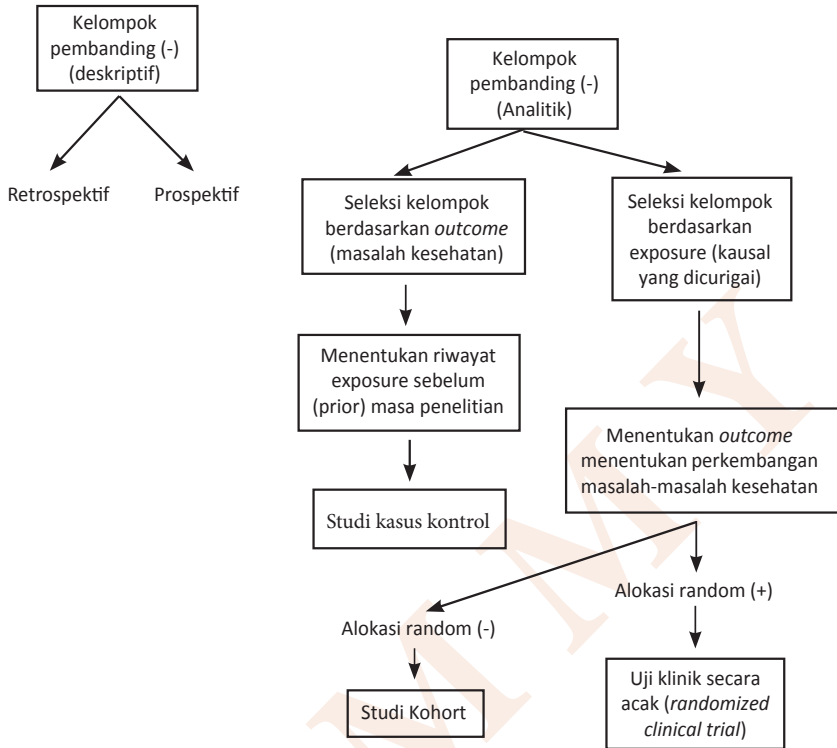 Kelompok
pembanding (-)
(deskriptif)
Retrospektif
Prospektif
Kelompok
pembanding (-)
(Analitik)
Seleksi kelompok
berdasarkan outcome
(masalah kesehatan)
Menentukan riwayat
exposure sebelum
(prior) masa penelitian
Studi kasus kontrol
Seleksi kelompok
berdasarkan
exposure (kausal
yang dicurigai)
Menentukan outcome
menentukan perkembangan
masalah-masalah kesehatan
Alokasi random (-)
Studi Kohort
Alokasi random (+)
Uji klinik secara
acak (randomized
clinical trial)
M M Y
M